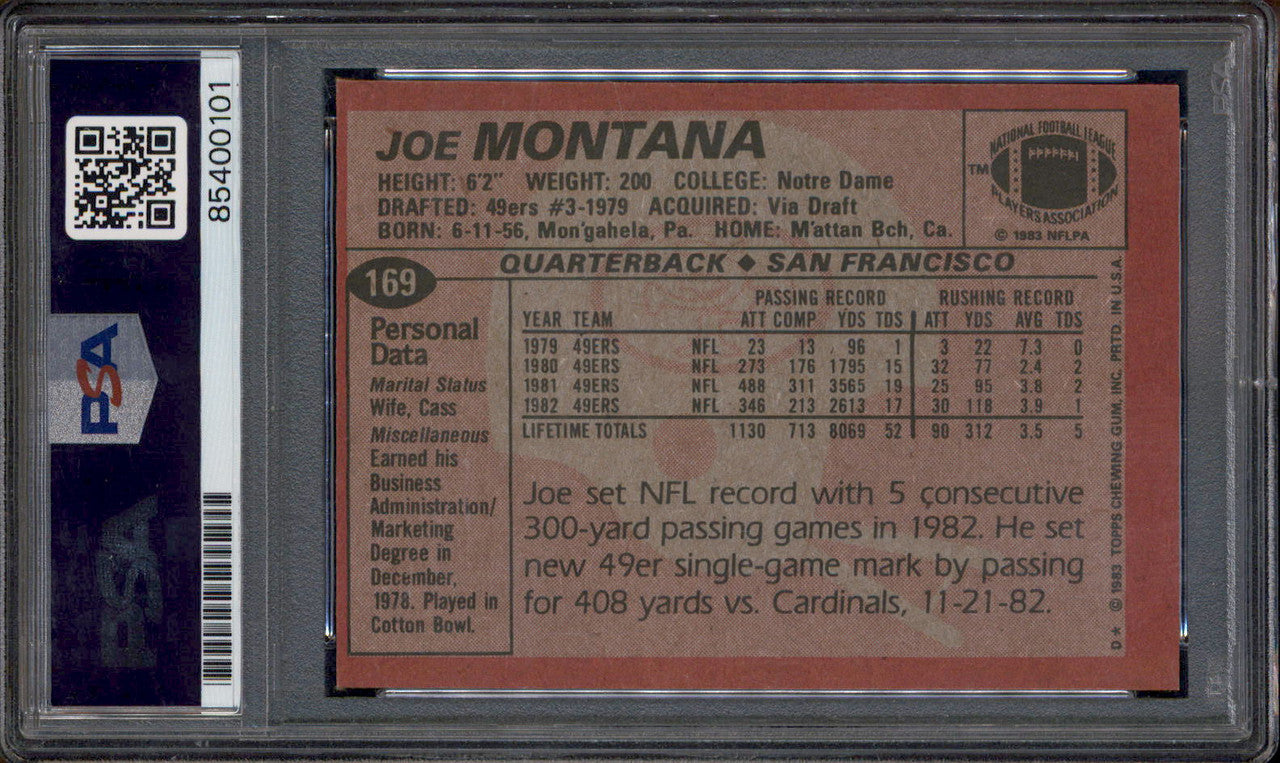 85400101
PSA
PSA
JOE MONTANA
HEIGHT: 6'2" WEIGHT: 200 COLLEGE: Notre Dame
DRAFTED: 49ers #3-1979 ACQUIRED: Via Draft
BORN: 6-11-56, Mon'gahela, Pa. HOME: M'attan Bch, Ca.
NATIONAL FOOTBALL LEAGUE
TM
PLAYERS ASSOCIATION
© 1983 NFLPA
169
QUARTERBACK ◆ SAN FRANCISCO
Personal
Data
Marital Status
Wife, Cass
Miscellaneous
Earned his
Business
Administration/
Marketing
Degree in
December,
1978. Played in
Cotton Bowl.
PASSING RECORD RUSHING RECORD
YEAR TEAM ATT COMP YDS TDS ATT YDS AVG TDS
1979 49ERS NFL 23 13 96 1 3 22 7.3 0
1980 49ERS NFL 273 176 1795 15 32 77 2.4 2
1981 49ERS NFL 488 311 3565 19 25 95 3.8 2
1982 49ERS NFL 346 213 2613 17 30 118 3.9 1
LIFETIME TOTALS 1130 713 8069 52 90 312 3.5 5
Joe set NFL record with 5 consecutive
300-yard passing games in 1982. He set
new 49er single-game mark by passing
for 408 yards vs. Cardinals, 11-21-82.
D★ © 1983 TOPPS CHEWING GUM, INC. PRTD. IN U.S.A.